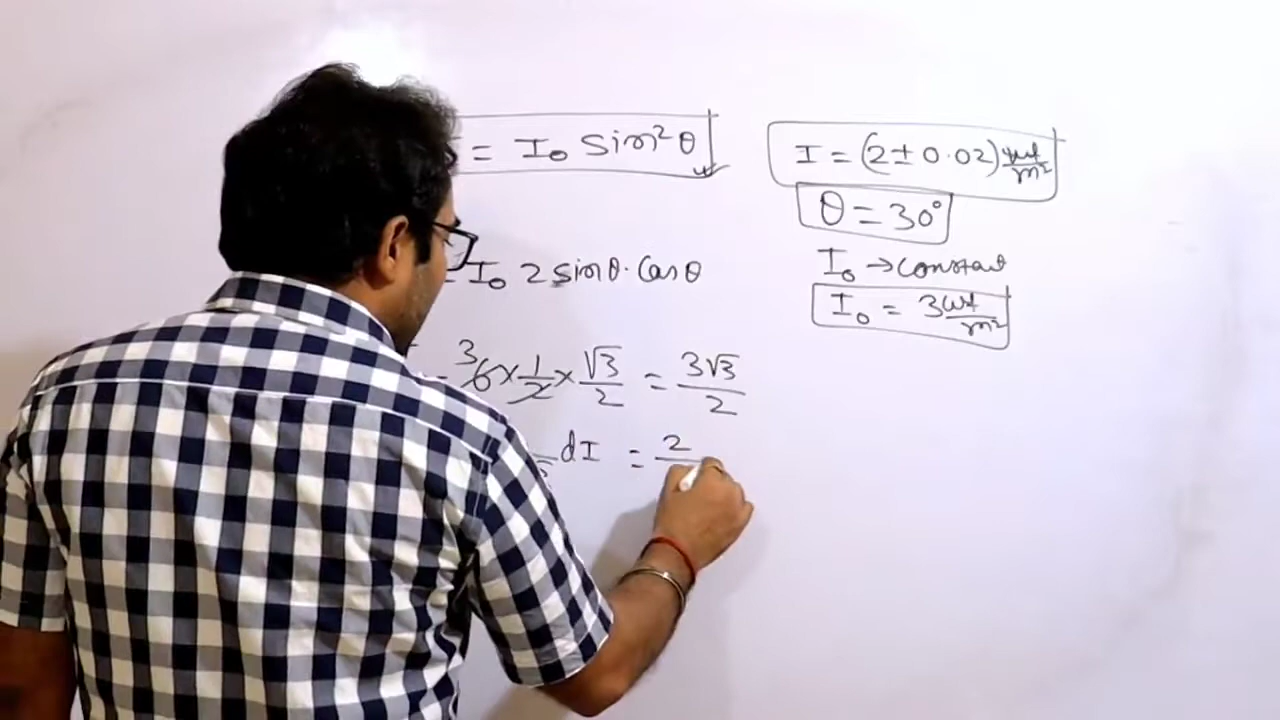 = I₀ Sin²θ
I = (2 ± 0.02) wt/m²
θ = 30°
= I₀ 2 sinθ · Cosθ
I₀ → constant
I₀ = 3 wt/m²
= 3 6 × 1/2 × √3/2 = 3√3/2
dI = 2